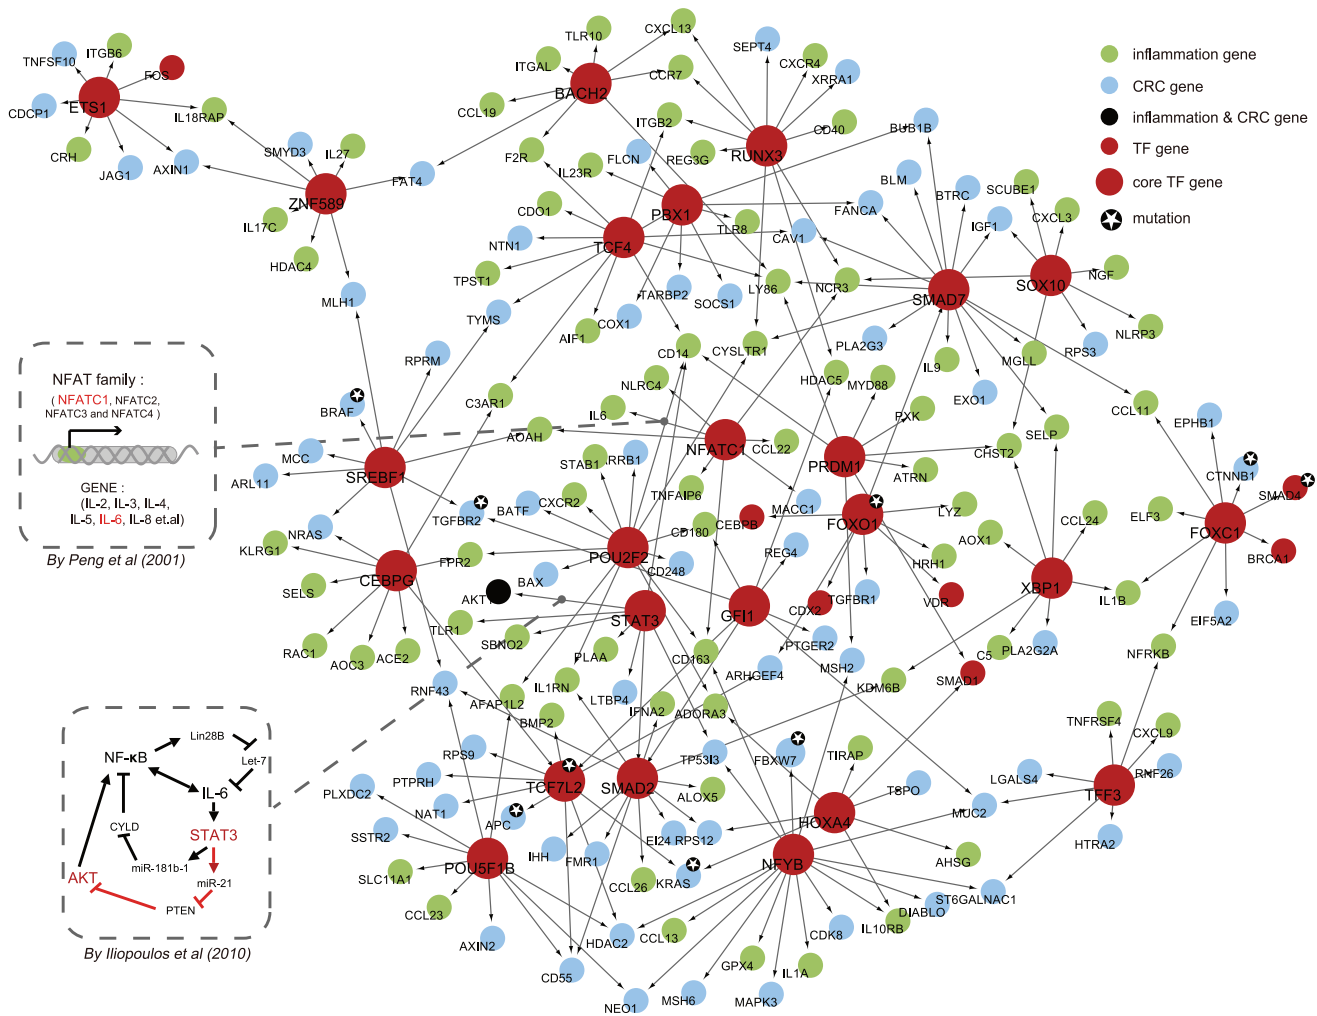 CXCL13
TLR10
SEPT4
ITGB6
TNFSF10
FOS
ITGAL
CCR7
CXCR4
XRRA1
inflammation gene
CRC gene
inflammation & CRC gene
TF gene
core TF gene
mutation
ETS1
CDCP1
IL18RAP
BACH2
CCL19
ITGB2
CD40
BUB1B
CRH
JAG1
AXIN1
SMYD3
IL27
F2R
FLCN
REG3G
RUNX3
FAT4
IL23R
BLM
BTRC
SCUBE1
ZNF589
CDO1
PBX1
FANCA
CXCL3
IL17C
NTN1
TCF4
TLR8
CAV1
IGF1
HDAC4
TPST1
TARBP2
SOCS1
LY86
NCR3
SMAD7
SOX10
NGF
MLH1
TYMS
COX1
AIF1
CD14
CYSLTR1
PLA2G3
IL9
MGLL
RPS3
NLRP3
RPRM
NLRC4
HDAC5
MYD88
EXO1
CCL11
BRAF
C3AR1
IL6
PXK
EPHB1
NFAT family :
( NFATC1, NFATC2,
NFATC3 and NFATC4 )
GENE :
(IL-2, IL-3, IL-4,
IL-5, IL-6, IL-8 et.al)
By Peng et al (2001)
AOAH
NFATC1
CCL22
PRDM1
CHST2
SELP
CTNNB1
MCC
ARL11
SREBF1
STAB1
ARRB1
ATRN
SMAD4
TNFAIP6
CXCR2
MACC1
TGFBR2
BATF
CEBPB
FOXO1
LYZ
CCL24
ELF3
FOXC1
NRAS
CD180
AOX1
BRCA1
KLRG1
FPR2
POU2F2
REG4
HRH1
CEBPG
BAX
CD248
XBP1
SELS
AKT1
CDX2
TGFBR1
VDR
IL1B
EIF5A2
STAT3
GFI1
TLR1
SBNO2
RAC1
AOC3
ACE2
PLAA
CD163
PTGER2
MSH2
C5
PLA2G2A
NFRKB
RNF43
AFAP1L2
IL1RN
LTBP4
ARHGEF4
KDM6B
SMAD1
IFNA2
ADORA3
BMP2
TNFRSF4
CXCL9
RPS9
TP53I3
FBXW7
TIRAP
PTPRH
TCF7L2
SMAD2
ALOX5
LGALS4
RNF26
TFF3
PLXDC2
NAT1
TSPO
MUC2
APC
HOXA4
SSTR2
EI24
RPS12
HTRA2
IHH
FMR1
POU5F1B
NFYB
AHSG
SLC11A1
CCL26
KRAS
CCL23
ST6GALNAC1
DIABLO
AXIN2
HDAC2
CCL13
CDK8
IL10RB
CD55
GPX4
IL1A
NEO1
MSH6
MAPK3
NF-κB
Lin28B
Let-7
IL-6
CYLD
STAT3
miR-181b-1
AKT
miR-21
PTEN
By Iliopoulos et al (2010)